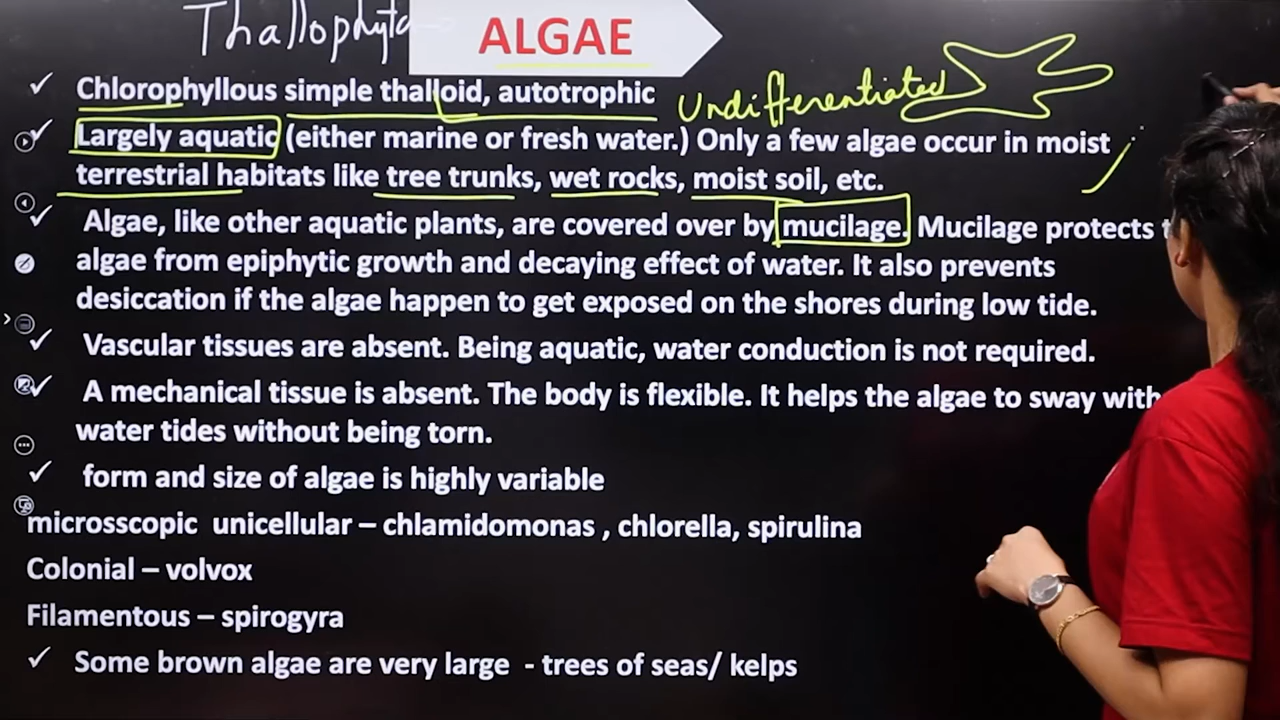 Thallophyta
ALGAE
Chlorophyllous simple thalloid, autotrophic
Undifferentiated
Largely aquatic (either marine or fresh water.) Only a few algae occur in moist
terrestrial habitats like tree trunks, wet rocks, moist soil, etc.
Algae, like other aquatic plants, are covered over by mucilage. Mucilage protects
algae from epiphytic growth and decaying effect of water. It also prevents
desiccation if the algae happen to get exposed on the shores during low tide.
Vascular tissues are absent. Being aquatic, water conduction is not required.
A mechanical tissue is absent. The body is flexible. It helps the algae to sway with
water tides without being torn.
form and size of algae is highly variable
microsscopic unicellular – chlamidomonas , chlorella, spirulina
Colonial – volvox
Filamentous – spirogyra
Some brown algae are very large - trees of seas/ kelps